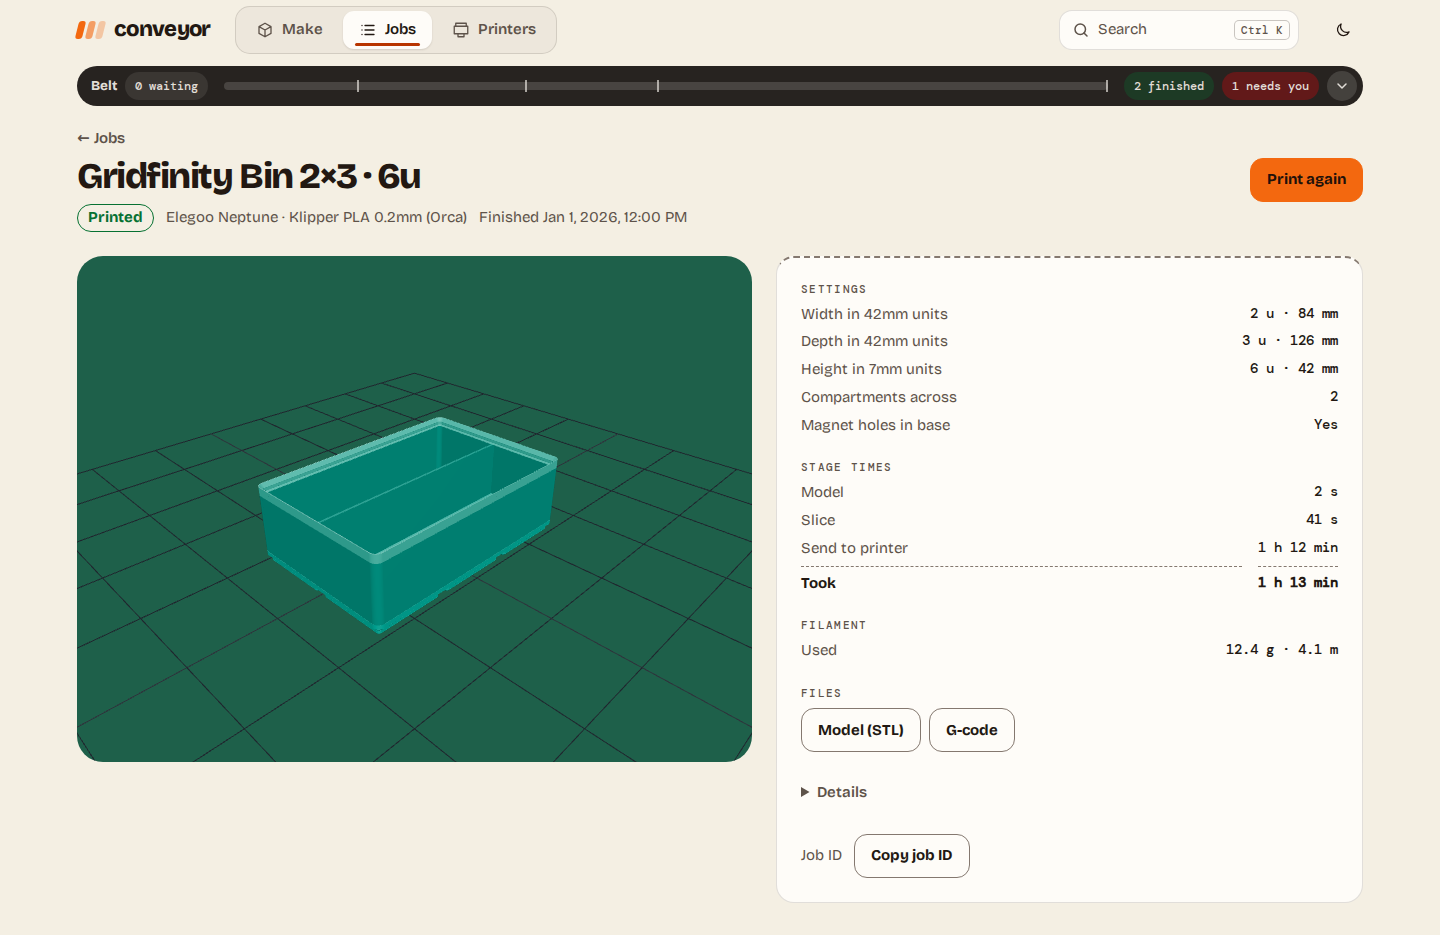 conveyor
Make
Jobs
Printers
Search
Ctrl K
Belt
0 waiting
2 finished
1 needs you
← Jobs
Gridfinity Bin 2×3 · 6u
Print again
Printed
Elegoo Neptune · Klipper PLA 0.2mm (Orca)
Finished Jan 1, 2026, 12:00 PM
SETTINGS
Width in 42mm units 2 u · 84 mm
Depth in 42mm units 3 u · 126 mm
Height in 7mm units 6 u · 42 mm
Compartments across 2
Magnet holes in base Yes
STAGE TIMES
Model 2 s
Slice 41 s
Send to printer 1 h 12 min
Took 1 h 13 min
FILAMENT
Used 12.4 g · 4.1 m
FILES
Model (STL)
G-code
Details
Job ID
Copy job ID